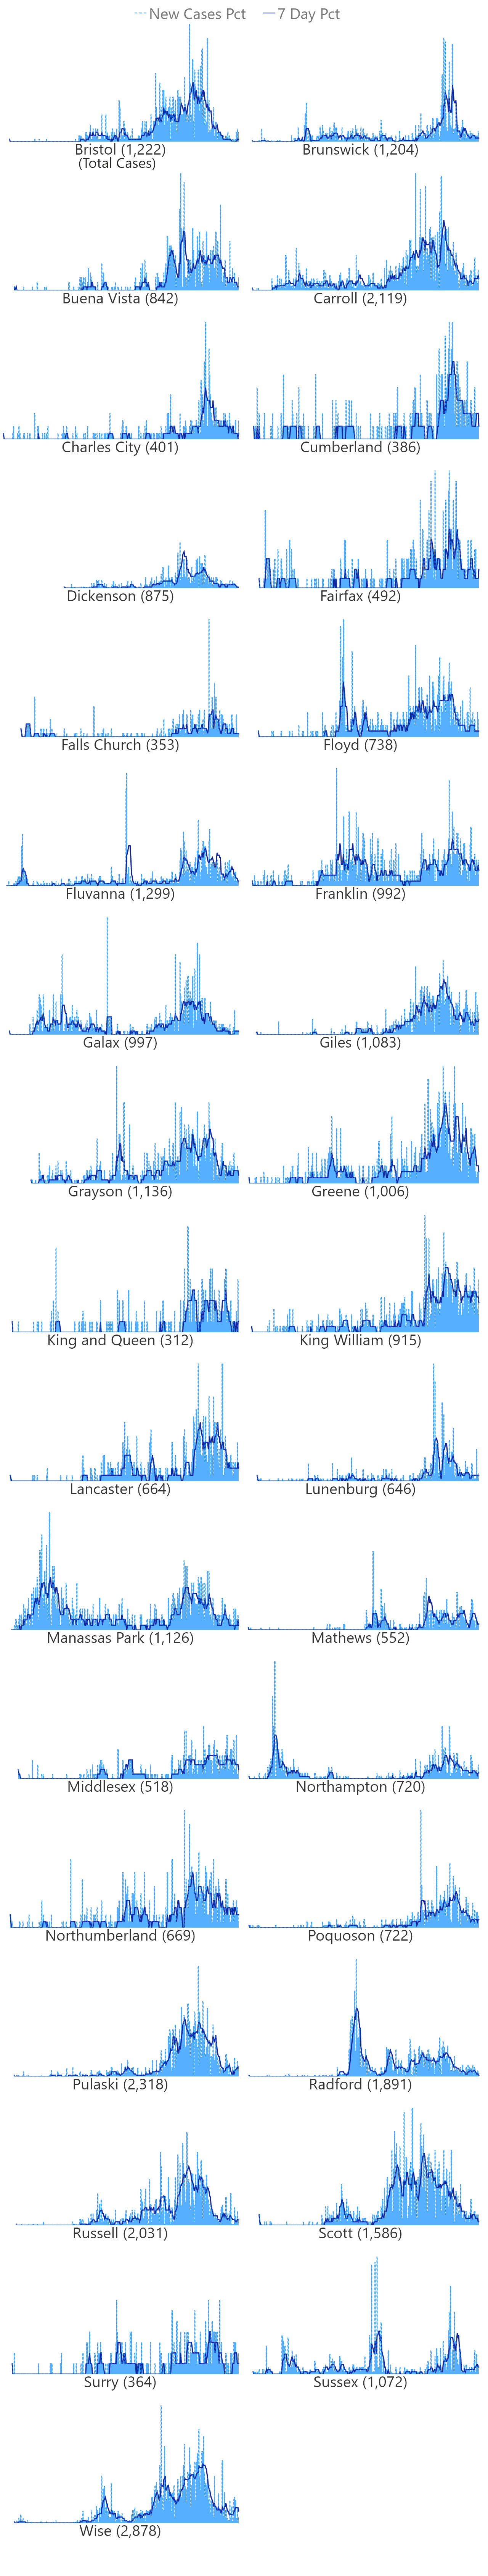 New Cases Pct 7 Day Pct
Bristol (1,222) Brunswick (1,204)
(Total Cases)
Buena Vista (842) Carroll (2,119)
Charles City (401) Cumberland (386)
Dickenson (875) Fairfax (492)
Falls Church (353) Floyd (738)
Fluvanna (1,299) Franklin (992)
Galax (997) Giles (1,083)
Grayson (1,136) Greene (1,006)
King and Queen (312) King William (915)
Lancaster (664) Lunenburg (646)
Manassas Park (1,126) Mathews (552)
Middlesex (518) Northampton (720)
Northumberland (669) Poquoson (722)
Pulaski (2,318) Radford (1,891)
Russell (2,031) Scott (1,586)
Surry (364) Sussex (1,072)
Wise (2,878)